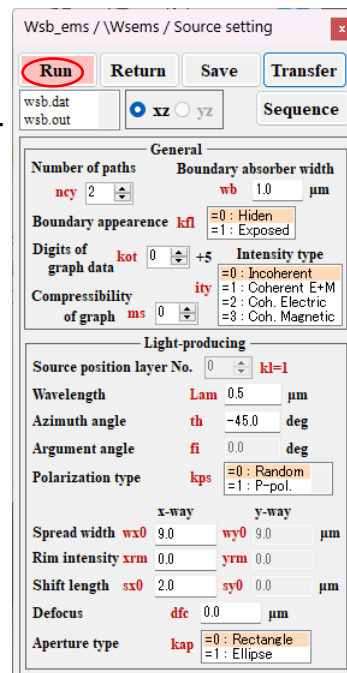 Wsb_ems / \Wsems / Source setting x
Run Return Save Transfer
wsb.dat
wsb.out
xz yz Sequence
General
Number of paths Boundary absorber width
ncy 2 wb 1.0 μm
Boundary appearence kfl =0 : Hiden
=1 : Exposed
Digits of
graph data kot 0 +5 Intensity type
ity =0 : Incoherent
=1 : Coherent E+M
=2 : Coh. Electric
=3 : Coh. Magnetic
Compressibility
of graph ms 0
Light-producing
Source position layer No. 0 kl=1
Wavelength Lam 0.5 μm
Azimuth angle th -45.0 deg
Argument angle fi 0.0 deg
Polarization type kps =0 : Random
=1 : P-pol.
x-way y-way
Spread width wx0 9.0 wy0 9.0 μm
Rim intensity xrm 0.0 yrm 0.0
Shift length sx0 2.0 sy0 0.0 μm
Defocus dfc 0.0 μm
Aperture type kap =0 : Rectangle
=1 : Ellipse